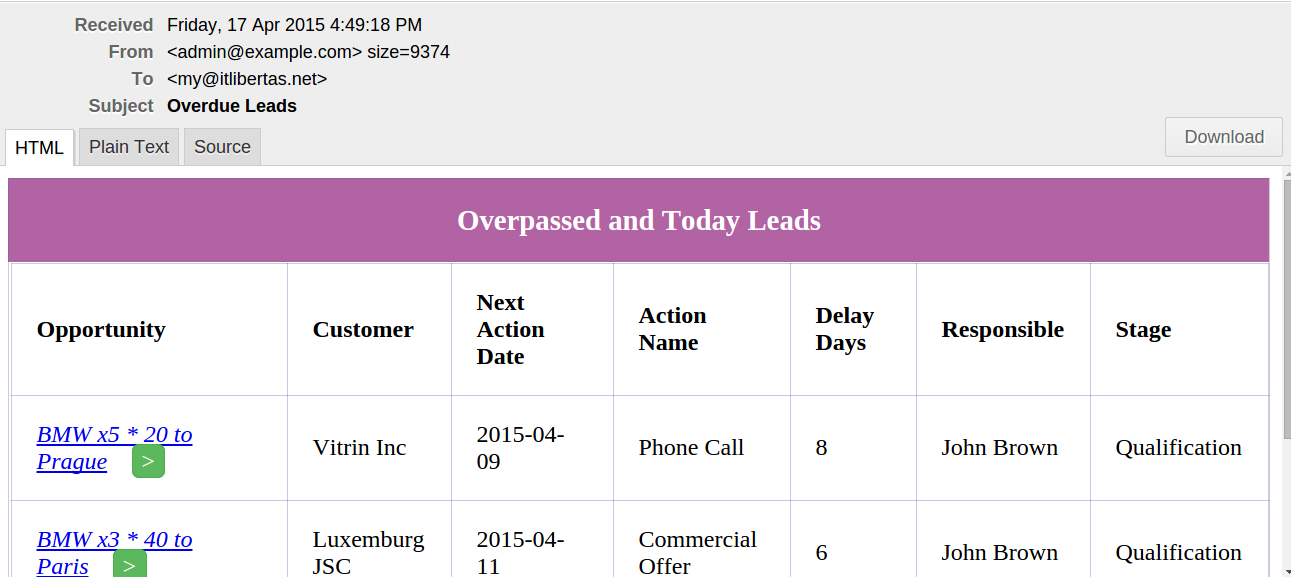 Received Friday, 17 Apr 2015 4:49:18 PM
From <admin@example.com> size=9374
To <my@itlibertas.net>
Subject Overdue Leads
HTML Plain Text Source Download
Overpassed and Today Leads
Opportunity Customer Next Action Date Action Name Delay Days Responsible Stage
BMW x5 * 20 to Prague > Vitrin Inc 2015-04-09 Phone Call 8 John Brown Qualification
BMW x3 * 40 to Paris > Luxemburg JSC 2015-04-11 Commercial Offer 6 John Brown Qualification